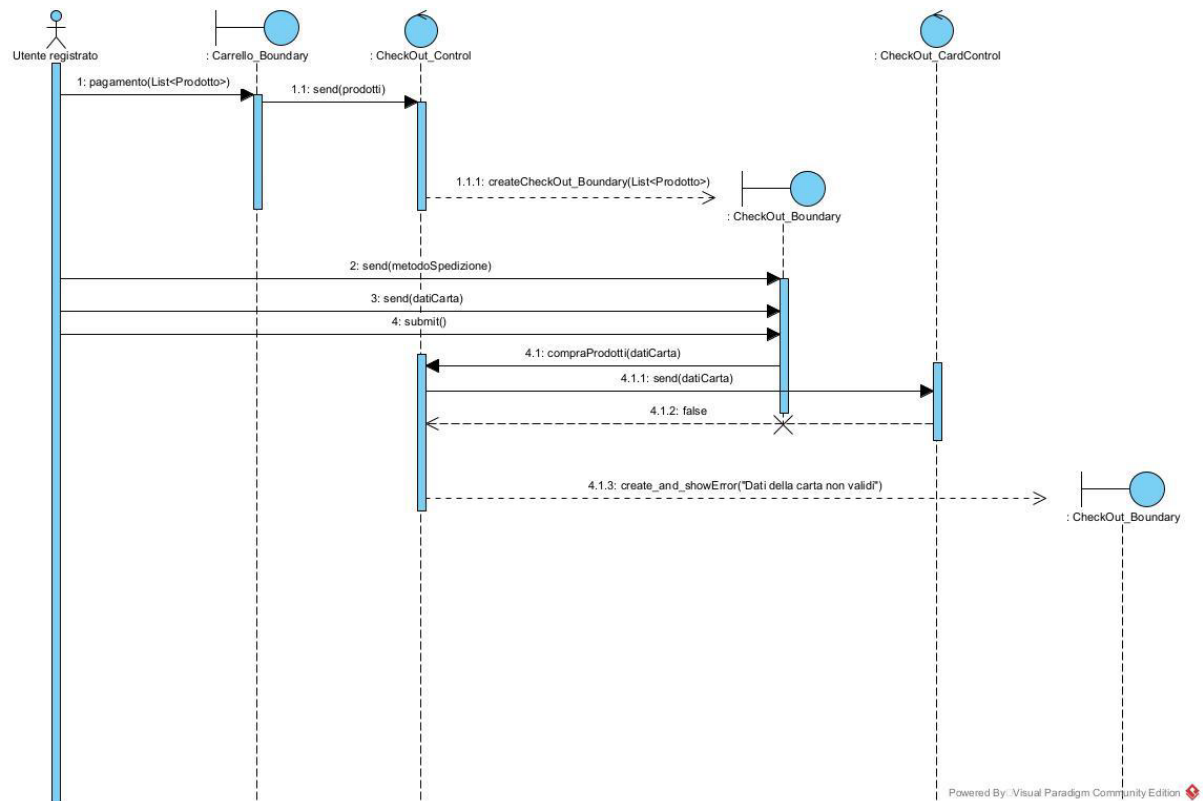 Utente registrato
: Carrello_Boundary
: CheckOut_Control
: CheckOut_CardControl
1: pagamento(List<Prodotto>)
1.1: send(prodotti)
1.1.1: createCheckOut_Boundary(List<Prodotto>)
: CheckOut_Boundary
2: send(metodoSpedizione)
3: send(datiCarta)
4: submit()
4.1: compraProdotti(datiCarta)
4.1.1: send(datiCarta)
4.1.2: false
4.1.3: create_and_showError("Dati della carta non validi")
: CheckOut_Boundary
Powered By Visual Paradigm Community Edition